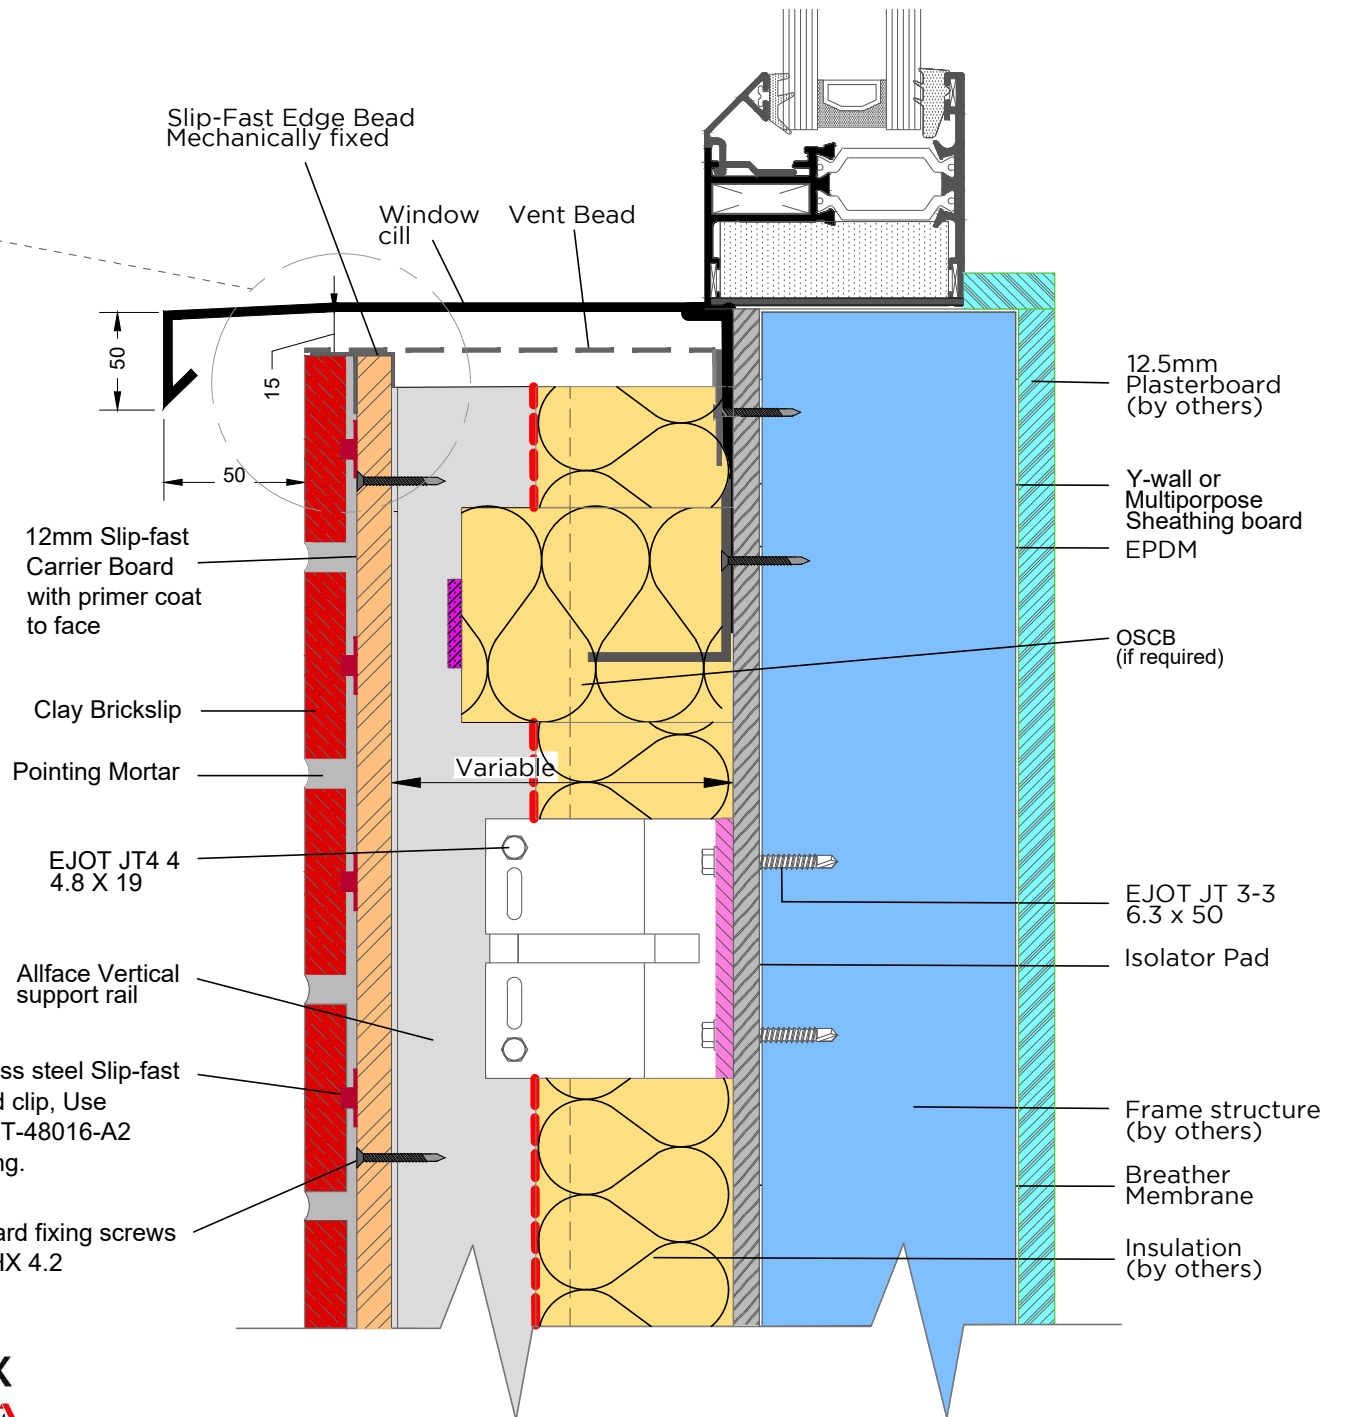 Slip-Fast Edge Bead
Mechanically fixed
Window
cill
Vent Bead
50
15
50
12mm Slip-fast
Carrier Board
with primer coat
to face
Clay Brickslip
Pointing Mortar
Variable
EJOT JT4 4
4.8 X 19
Allface Vertical
support rail
ss steel Slip-fast
d clip, Use
T-48016-A2
ng.
ard fixing screws
HX 4.2
X
12.5mm
Plasterboard
(by others)
Y-wall or
Multiporpose
Sheathing board
EPDM
OSCB
(if required)
EJOT JT 3-3
6.3 x 50
Isolator Pad
Frame structure
(by others)
Breather
Membrane
Insulation
(by others)